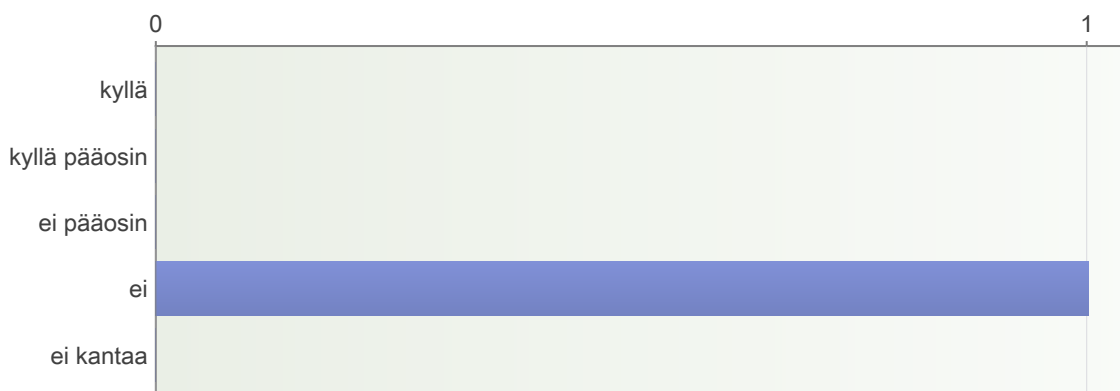 0 1
kyllä
kyllä pääosin
ei pääosin
ei
ei kantaa